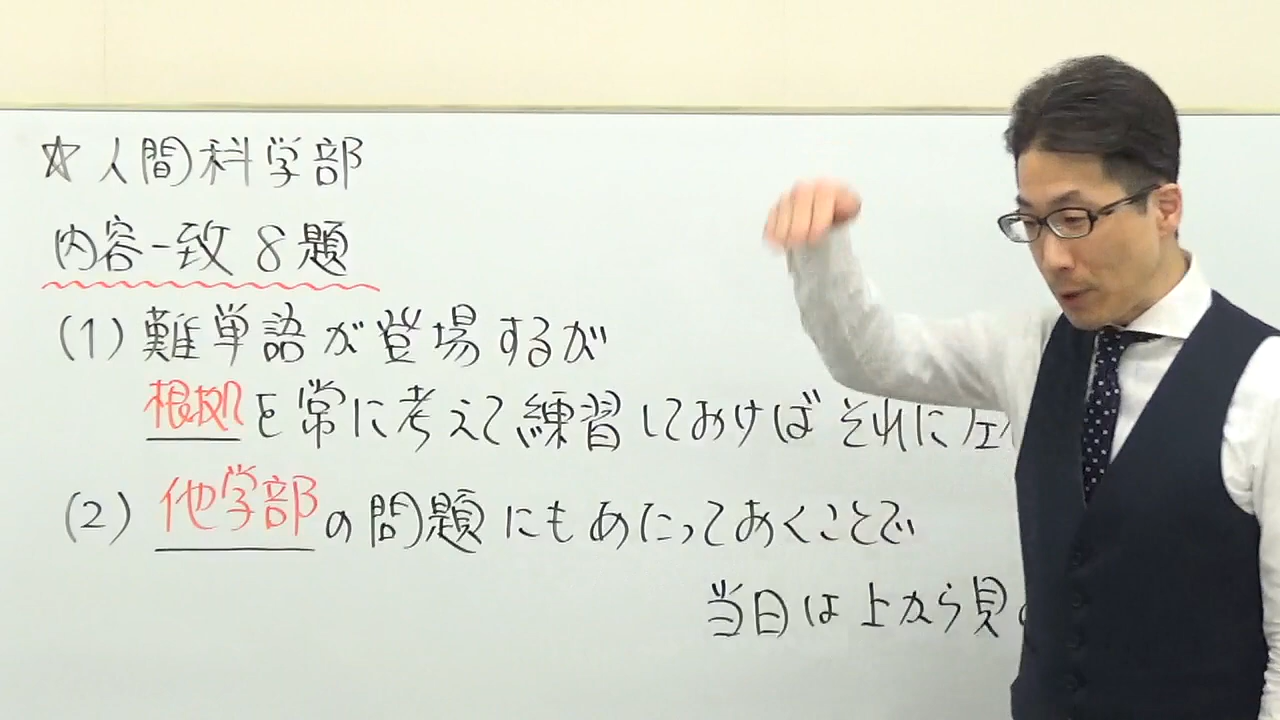 ☆人間科学部
内容一致 8題
(1) 難単語が登場するが
根拠を常に考えて練習しておけばそれに
(2) 他学部の問題にもあたっておくことで
当日は上から